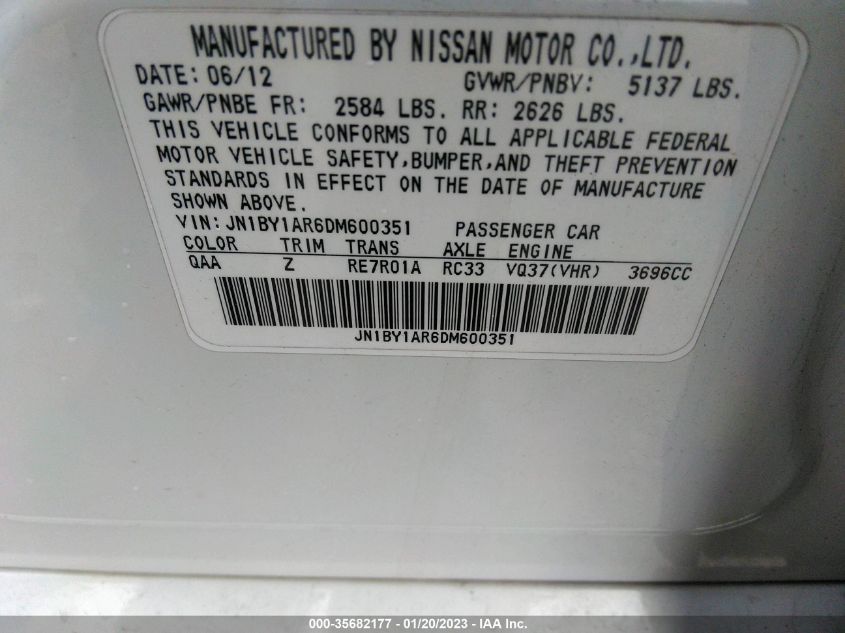 MANUFACTURED BY NISSAN MOTOR CO.,LTD.
DATE: 06/12 GVWR/PNBV: 5137 LBS.
GAWR/PNBE FR: 2584 LBS. RR: 2626 LBS.
THIS VEHICLE CONFORMS TO ALL APPLICABLE FEDERAL
MOTOR VEHICLE SAFETY,BUMPER,AND THEFT PREVENTION
STANDARDS IN EFFECT ON THE DATE OF MANUFACTURE
SHOWN ABOVE.
VIN: JN1BY1AR6DM600351 PASSENGER CAR
COLOR TRIM TRANS AXLE ENGINE
QAA Z RE7R01A RC33 VQ37(VHR) 3696CC
JN1BY1AR6DM600351
000-35682177 - 01/20/2023 - IAA Inc.